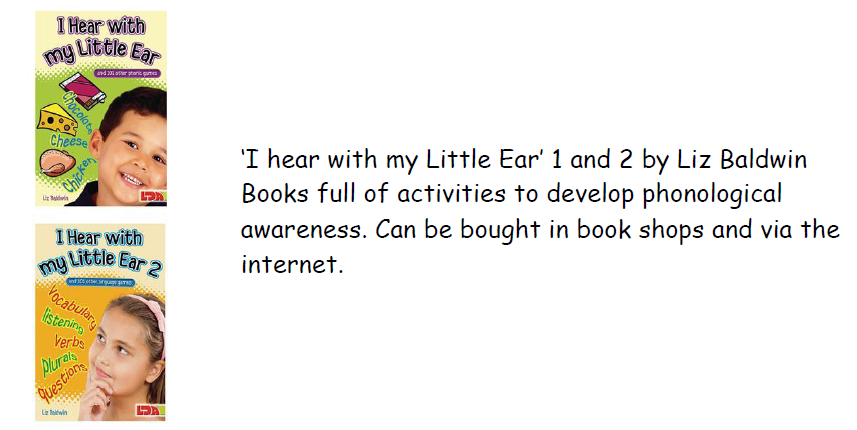 I Hear with
my Little Ear
and 101 other phonic games
Chocolate
Cheese
Chicken
Liz Baldwin
LDA
I Hear with
my Little Ear 2
and 101 other language games
Vocabulary
listening
Verbs
Plurals
Questions
Liz Baldwin
LDA
‘I hear with my Little Ear’ 1 and 2 by Liz Baldwin
Books full of activities to develop phonological
awareness. Can be bought in book shops and via the
internet.